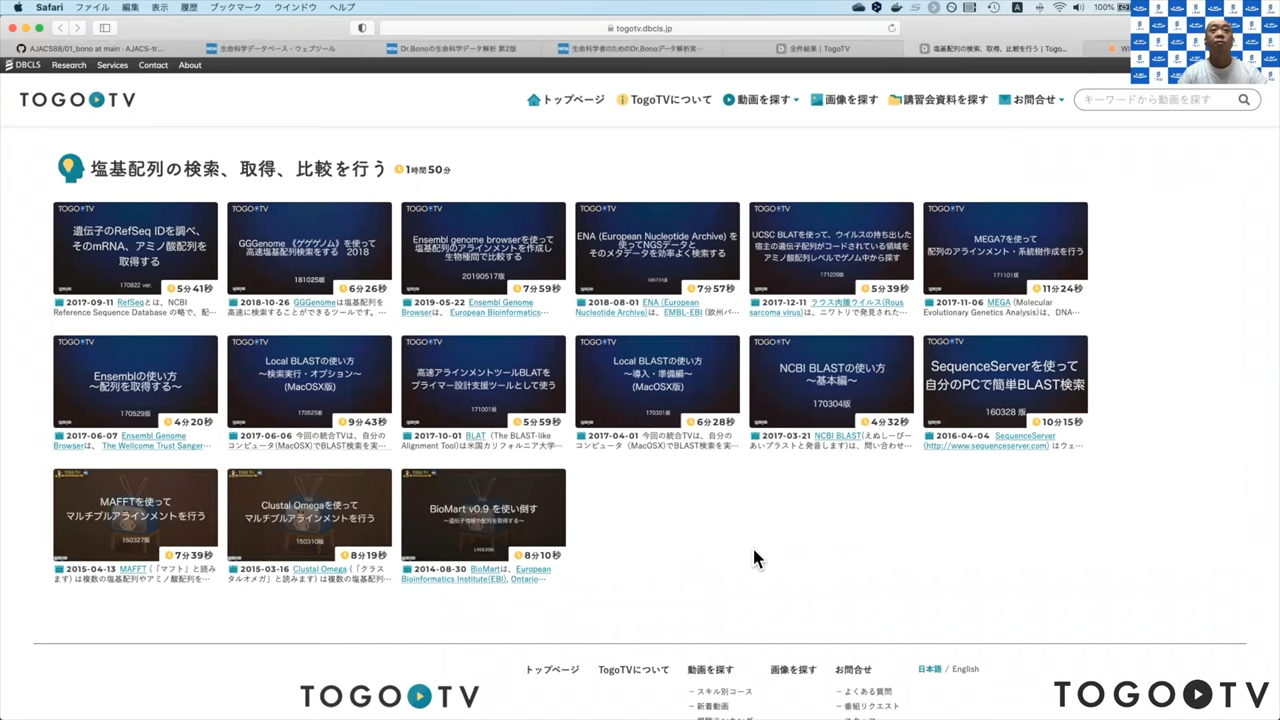 Safari ファイル 編集 表示 履歴 ブックマーク ウインドウ ヘルプ
100%
togotv.dbcls.jp
AJACS88/01_bono at main · AJACS-tr...
生命科学データベース・ウェブツール
Dr.Bonoの生命科学データ解析 第2版
生命科学者のためのDr.Bonoデータ解析実...
全件結果 | TogoTV
塩基配列の検索、取得、比較を行う | Togo...
DBCLS Research Services Contact About
TOGO TV
トップページ TogoTVについて 動画を探す 画像を探す 講習会資料を探す お問合せ キーワードから動画を探す
塩基配列の検索、取得、比較を行う 1時間50分
TOGO TV
遺伝子のRefSeq IDを調べ、
そのmRNA、アミノ酸配列を
取得する
170822 ver.
5分41秒
2017-09-11 RefSeqとは、NCBI
Reference Sequence Database の略で、配…
TOGO TV
GGGenome《ゲゲゲノム》を使って
高速塩基配列検索をする 2018
181025版
6分26秒
2018-10-26 GGGenomeは塩基配列を
高速に検索することができるツールです。…
TOGO TV
Ensembl genome browserを使って
塩基配列のアラインメントを作成し
生物種間で比較する
20190517版
7分59秒
2019-05-22 Ensembl Genome
Browserは、 European Bioinformatics…
TOGO TV
ENA (European Nucleotide Archive) を
使ってNGSデータと
そのメタデータを効率よく検索する
7分57秒
2018-08-01 ENA (European
Nucleotide Archive)は、EMBL-EBI (欧州バ…
TOGO TV
UCSC BLATを使って、ウイルスの持ち出した
宿主の遺伝子配列がコードされている領域を
アミノ酸配列レベルでゲノム中から探す
171205版
5分39秒
2017-12-11 ラウス肉腫ウイルス(Rous
sarcoma virus)は、ニワトリで発見された…
TOGO TV
MEGA7を使って
配列のアラインメント・系統樹作成を行う
171101版
11分24秒
2017-11-06 MEGA (Molecular
Evolutionary Genetics Analysis)は、DNA…
TOGO TV
Ensemblの使い方
～配列を取得する～
170529版
4分20秒
2017-06-07 Ensembl Genome
Browserは、 The Wellcome Trust Sanger…
TOGO TV
Local BLASTの使い方
～検索実行・オプション～
(MacOSX版)
170525版
9分43秒
2017-06-06 今回の統合TVは、自分の
コンピュータ (MacOSX)でBLAST検索を実…
TOGO TV
高速アラインメントツールBLATを
プライマー設計支援ツールとして使う
171001版
5分59秒
2017-10-01 BLAT (The BLAST-like
Alignment Tool)は米国カリフォルニア大学…
TOGO TV
Local BLASTの使い方
～導入・準備編～
(MacOSX版)
170301版
6分28秒
2017-04-01 今回の統合TVは、自分の
コンピュータ (MacOSX)でBLAST検索を実…
TOGO TV
NCBI BLASTの使い方
～基本編～
170304版
4分32秒
2017-03-21 NCBI BLAST(えぬしーびー
あいブラストと発音します)は、問い合わせ…
TOGO TV
SequenceServerを使って
自分のPCで簡単BLAST検索
160328 版
10分15秒
2016-04-04 SequenceServer
(http://www.sequenceserver.com) はウェ…
TOGO TV
MAFFTを使って
マルチプルアラインメントを行う
150327版
7分39秒
2015-04-13 MAFFT (「マフト」と読み
ます) は複数の塩基配列やアミノ酸配列を…
TOGO TV
Clustal Omegaを使って
マルチプルアラインメントを行う
150310版
8分19秒
2015-03-16 Clustal Omega (「クラス
タルオメガ」と読みます) は複数の塩基配列…
TOGO TV
BioMart v0.9 を使い倒す
～遺伝子情報や配列を取得する～
8分10秒
2014-08-30 BioMartは、European
Bioinformatics Institute(EBI), Ontario…
トップページ TogoTVについて 動画を探す 画像を探す お問合せ 日本語 / English
– スキル別コース – よくある質問
– 新着動画 – 番組リクエスト
TOGO TV
TOGO TV